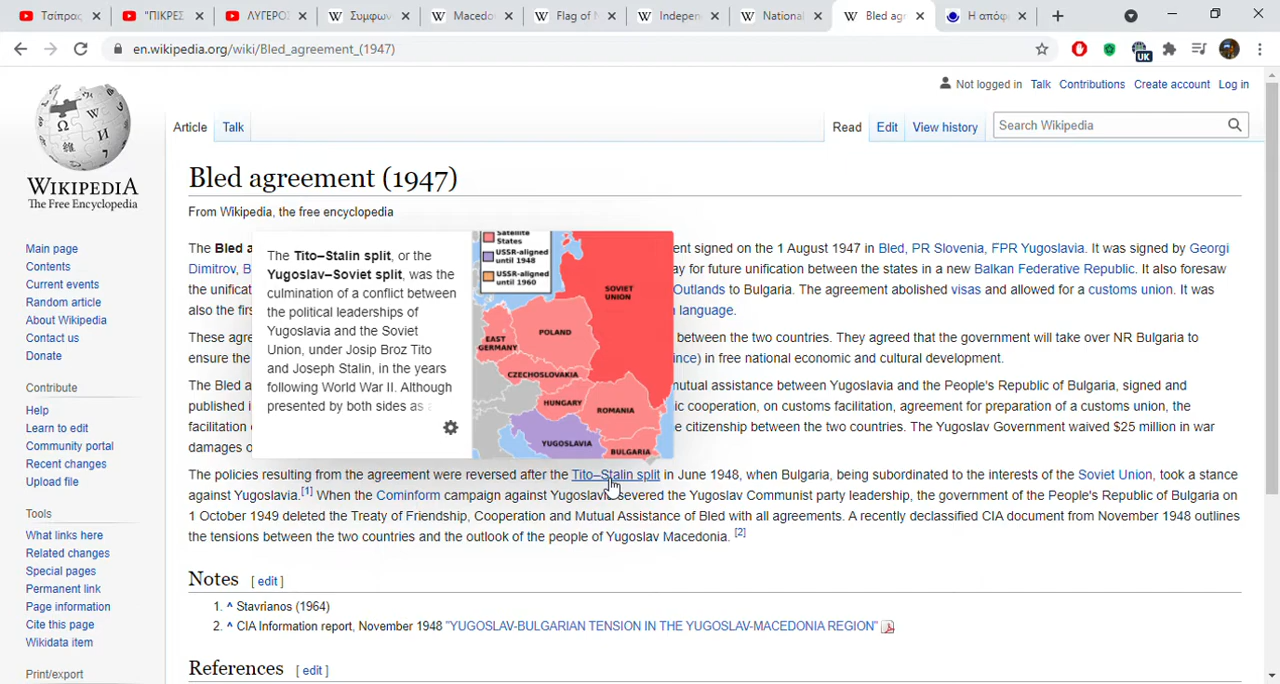 Τσίπρας
"ΠΙΚΡΕΣ
ΛΥΓΕΡΟΣ
Συμφων
Macedo
Flag of N
Indepen
National
Bled agr
Η απόφ
en.wikipedia.org/wiki/Bled_agreement_(1947)
UK
Not logged in Talk Contributions Create account Log in
Article Talk Read Edit View history Search Wikipedia
WIKIPEDIA
The Free Encyclopedia
Main page
Contents
Current events
Random article
About Wikipedia
Contact us
Donate
Contribute
Help
Learn to edit
Community portal
Recent changes
Upload file
Tools
What links here
Related changes
Special pages
Permanent link
Page information
Cite this page
Wikidata item
Print/export
Bled agreement (1947)
From Wikipedia, the free encyclopedia
The Bled a
ent signed on the 1 August 1947 in Bled, PR Slovenia, FPR Yugoslavia. It was signed by Georgi
Dimitrov, B
ay for future unification between the states in a new Balkan Federative Republic. It also foresaw
the unificat
Outlands to Bulgaria. The agreement abolished visas and allowed for a customs union. It was
also the firs
n language.
These agre
between the two countries. They agreed that the government will take over NR Bulgaria to
ensure the
ince) in free national economic and cultural development.
The Bled a
mutual assistance between Yugoslavia and the People's Republic of Bulgaria, signed and
published i
ic cooperation, on customs facilitation, agreement for preparation of a customs union, the
facilitation
e citizenship between the two countries. The Yugoslav Government waived $25 million in war
damages o
The Tito–Stalin split, or the
Yugoslav–Soviet split, was the
culmination of a conflict between
the political leaderships of
Yugoslavia and the Soviet
Union, under Josip Broz Tito
and Joseph Stalin, in the years
following World War II. Although
presented by both sides as a
Satellite
States
USSR-aligned
until 1948
USSR-aligned
until 1960
SOVIET
UNION
POLAND
EAST
GERMANY
CZECHOSLOVAKIA
HUNGARY
ROMANIA
YUGOSLAVIA
BULGARIA
The policies resulting from the agreement were reversed after the Tito–Stalin split in June 1948, when Bulgaria, being subordinated to the interests of the Soviet Union, took a stance
against Yugoslavia.[1] When the Cominform campaign against Yugoslavia severed the Yugoslav Communist party leadership, the government of the People's Republic of Bulgaria on
1 October 1949 deleted the Treaty of Friendship, Cooperation and Mutual Assistance of Bled with all agreements. A recently declassified CIA document from November 1948 outlines
the tensions between the two countries and the outlook of the people of Yugoslav Macedonia. [2]
Notes [ edit ]
1. ^ Stavrianos (1964)
2. ^ CIA Information report, November 1948 "YUGOSLAV-BULGARIAN TENSION IN THE YUGOSLAV-MACEDONIA REGION"
References [ edit ]